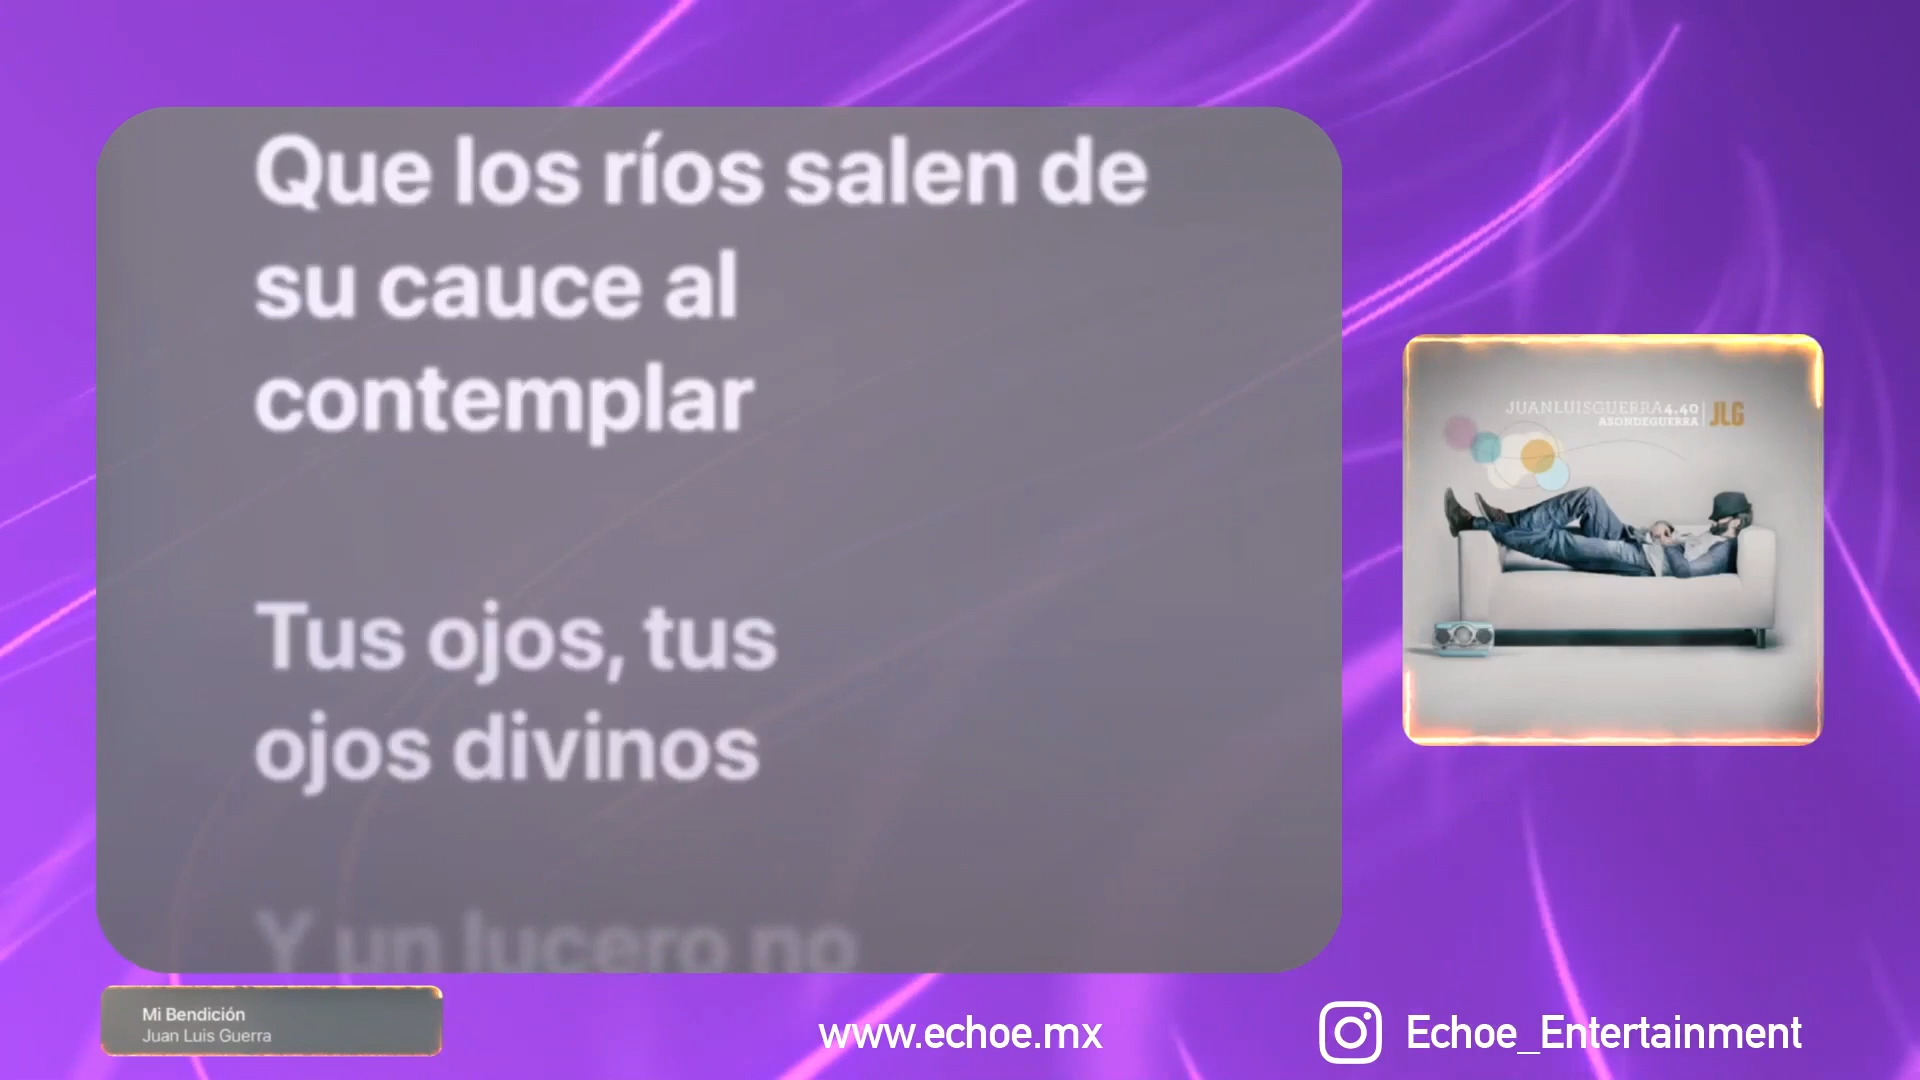 Que los ríos salen de
su cauce al
contemplar
Tus ojos, tus
ojos divinos
Y un lucero no
JUANLUISGUERRA4.40
ASONDEGUERRA
JLG
Mi Bendición
Juan Luis Guerra
www.echoe.mx
Echoe_Entertainment